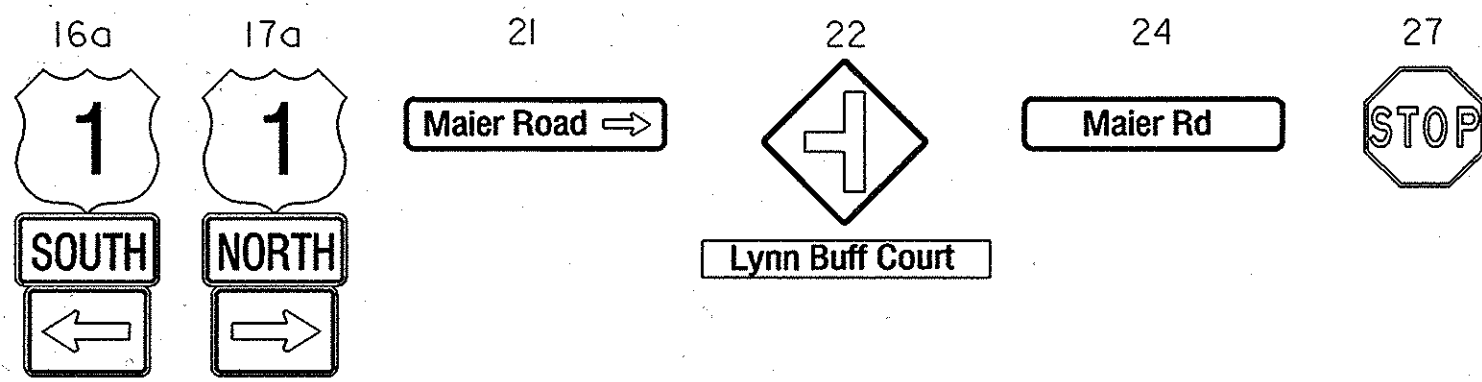 16a 17a 21 22 24 27
1 1
Maier Road
Maier Rd
STOP
SOUTH NORTH
Lynn Buff Court